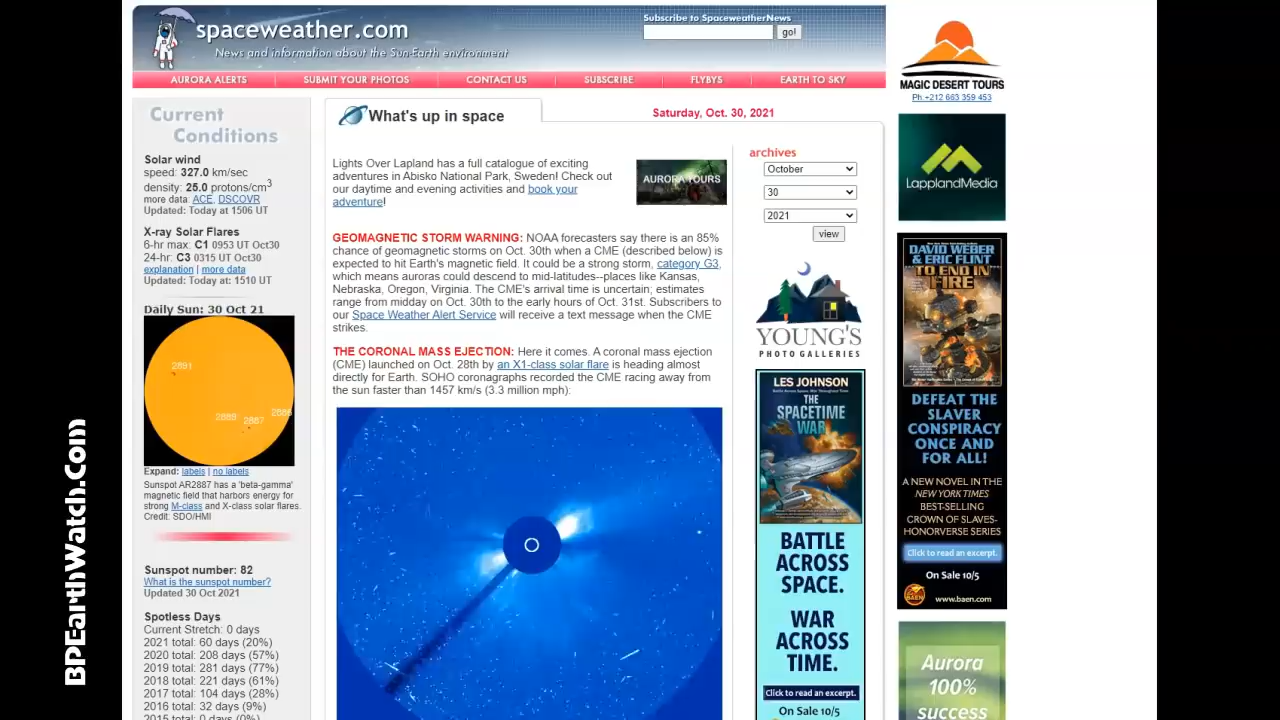 spaceweather.com
News and information about the Sun-Earth environment
Subscribe to SpaceweatherNews
go!
AURORA ALERTS
SUBMIT YOUR PHOTOS
CONTACT US
SUBSCRIBE
FLYBYS
EARTH TO SKY
Current
Conditions
Solar wind
speed: 327.0 km/sec
density: 25.0 protons/cm3
more data: ACE, DSCOVR
Updated: Today at 1506 UT
X-ray Solar Flares
6-hr max: C1 0953 UT Oct30
24-hr: C3 0315 UT Oct30
explanation | more data
Updated: Today at: 1510 UT
Daily Sun: 30 Oct 21
2891
2889
2887
2886
Expand: labels | no labels
Sunspot AR2887 has a 'beta-gamma'
magnetic field that harbors energy for
strong M-class and X-class solar flares.
Credit: SDO/HMI
Sunspot number: 82
What is the sunspot number?
Updated 30 Oct 2021
Spotless Days
Current Stretch: 0 days
2021 total: 60 days (20%)
2020 total: 208 days (57%)
2019 total: 281 days (77%)
2018 total: 221 days (61%)
2017 total: 104 days (28%)
2016 total: 32 days (9%)
2015 total: 0 days (0%)
What's up in space
Saturday, Oct. 30, 2021
Lights Over Lapland has a full catalogue of exciting
adventures in Abisko National Park, Sweden! Check out
our daytime and evening activities and book your
adventure!
AURORA TOURS
GEOMAGNETIC STORM WARNING: NOAA forecasters say there is an 85%
chance of geomagnetic storms on Oct. 30th when a CME (described below) is
expected to hit Earth's magnetic field. It could be a strong storm, category G3,
which means auroras could descend to mid-latitudes--places like Kansas,
Nebraska, Oregon, Virginia. The CME's arrival time is uncertain; estimates
range from midday on Oct. 30th to the early hours of Oct. 31st. Subscribers to
our Space Weather Alert Service will receive a text message when the CME
strikes.
THE CORONAL MASS EJECTION: Here it comes. A coronal mass ejection
(CME) launched on Oct. 28th by an X1-class solar flare is heading almost
directly for Earth. SOHO coronagraphs recorded the CME racing away from
the sun faster than 1457 km/s (3.3 million mph):
archives
October
30
2021
view
YOUNG'S
PHOTO GALLERIES
LES JOHNSON
THE
SPACETIME
WAR
BATTLE
ACROSS
SPACE.
WAR
ACROSS
TIME.
Click to read an excerpt.
On Sale 10/5
MAGIC DESERT TOURS
Ph.+212 663 359 453
LapplandMedia
DAVID WEBER
& ERIC FLINT
TO END IN
FIRE
DEFEAT THE
SLAVER
CONSPIRACY
ONCE AND
FOR ALL!
A NEW NOVEL IN THE
NEW YORK TIMES
BEST-SELLING
CROWN OF SLAVES-
HONORVERSE SERIES
Click to read an excerpt.
On Sale 10/5
BAEN
www.baen.com
Aurora
100%
success
BPEarthWatch.Com